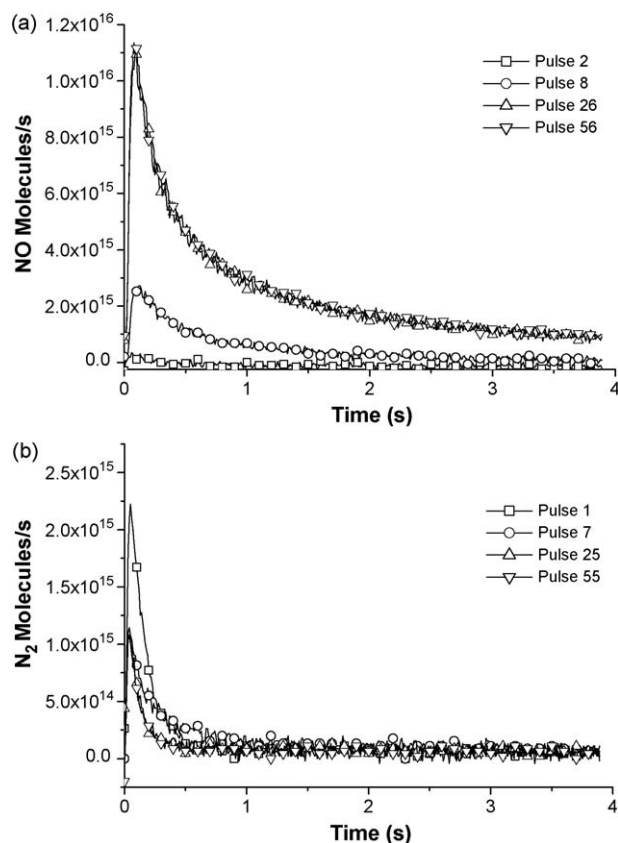 (a)
1.2x10¹⁶
1.0x10¹⁶
8.0x10¹⁵
6.0x10¹⁵
4.0x10¹⁵
2.0x10¹⁵
0.0
NO Molecules/s
Pulse 2
Pulse 8
Pulse 26
Pulse 56
0 1 2 3 4
Time (s)
(b)
2.5x10¹⁵
2.0x10¹⁵
1.5x10¹⁵
1.0x10¹⁵
5.0x10¹⁴
0.0
N₂ Molecules/s
Pulse 1
Pulse 7
Pulse 25
Pulse 55
0 1 2 3 4
Time (s)